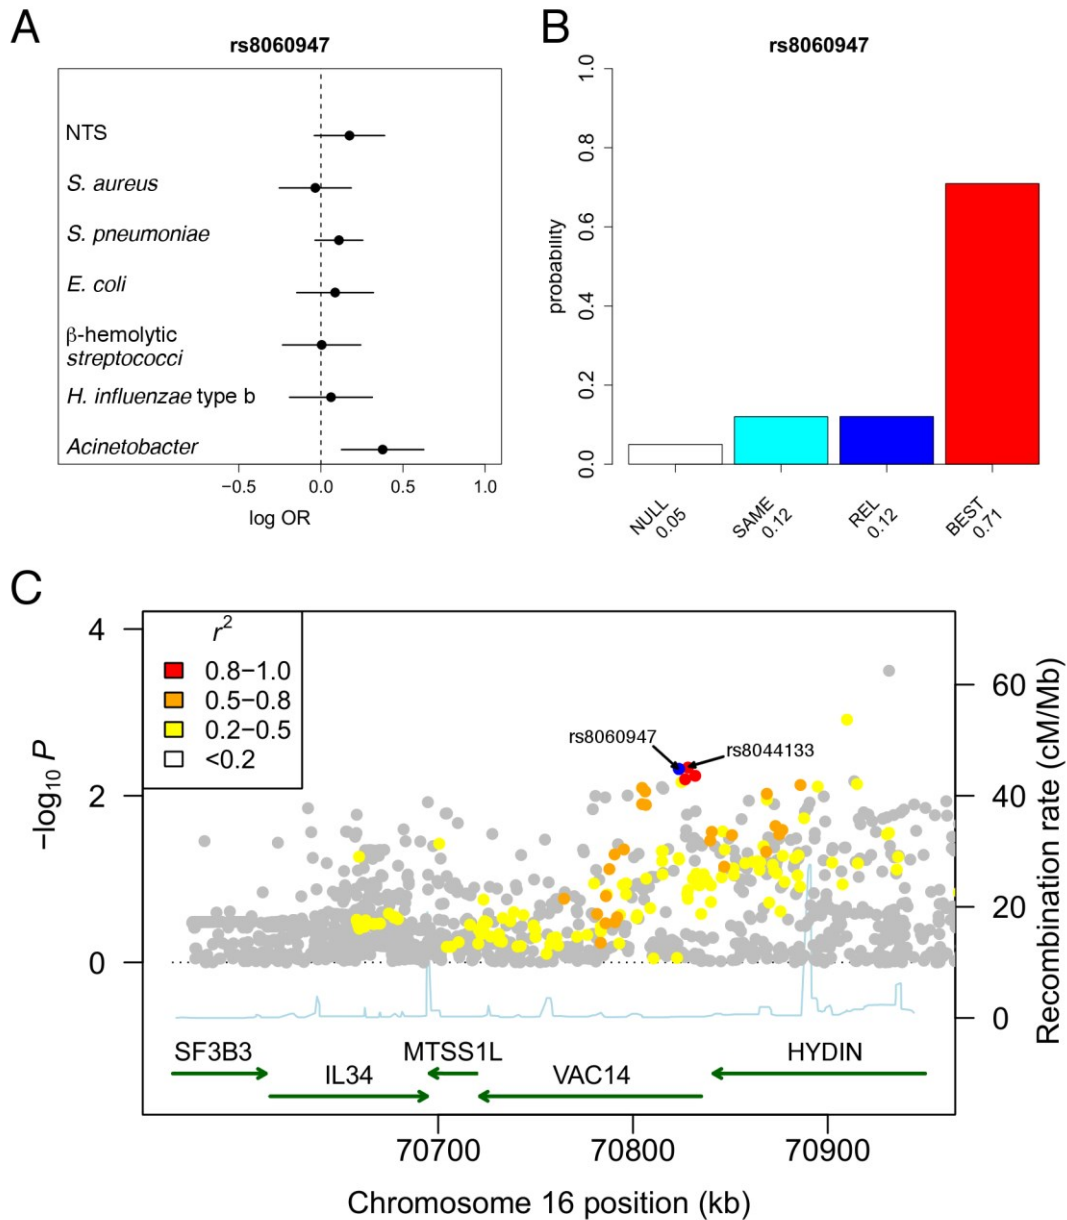 A
rs8060947
NTS
S. aureus
S. pneumoniae
E. coli
β-hemolytic
streptococci
H. influenzae type b
Acinetobacter
−0.5 0.0 0.5 1.0
log OR
B
rs8060947
probability
1.0
0.8
0.6
0.4
0.2
0.0
NULL
0.05
SAME
0.12
REL
0.12
BEST
0.71
C
r²
0.8−1.0
0.5−0.8
0.2−0.5
<0.2
rs8060947
rs8044133
−log₁₀ P
4
2
0
Recombination rate (cM/Mb)
60
40
20
0
SF3B3
IL34
MTSS1L
VAC14
HYDIN
70700 70800 70900
Chromosome 16 position (kb)